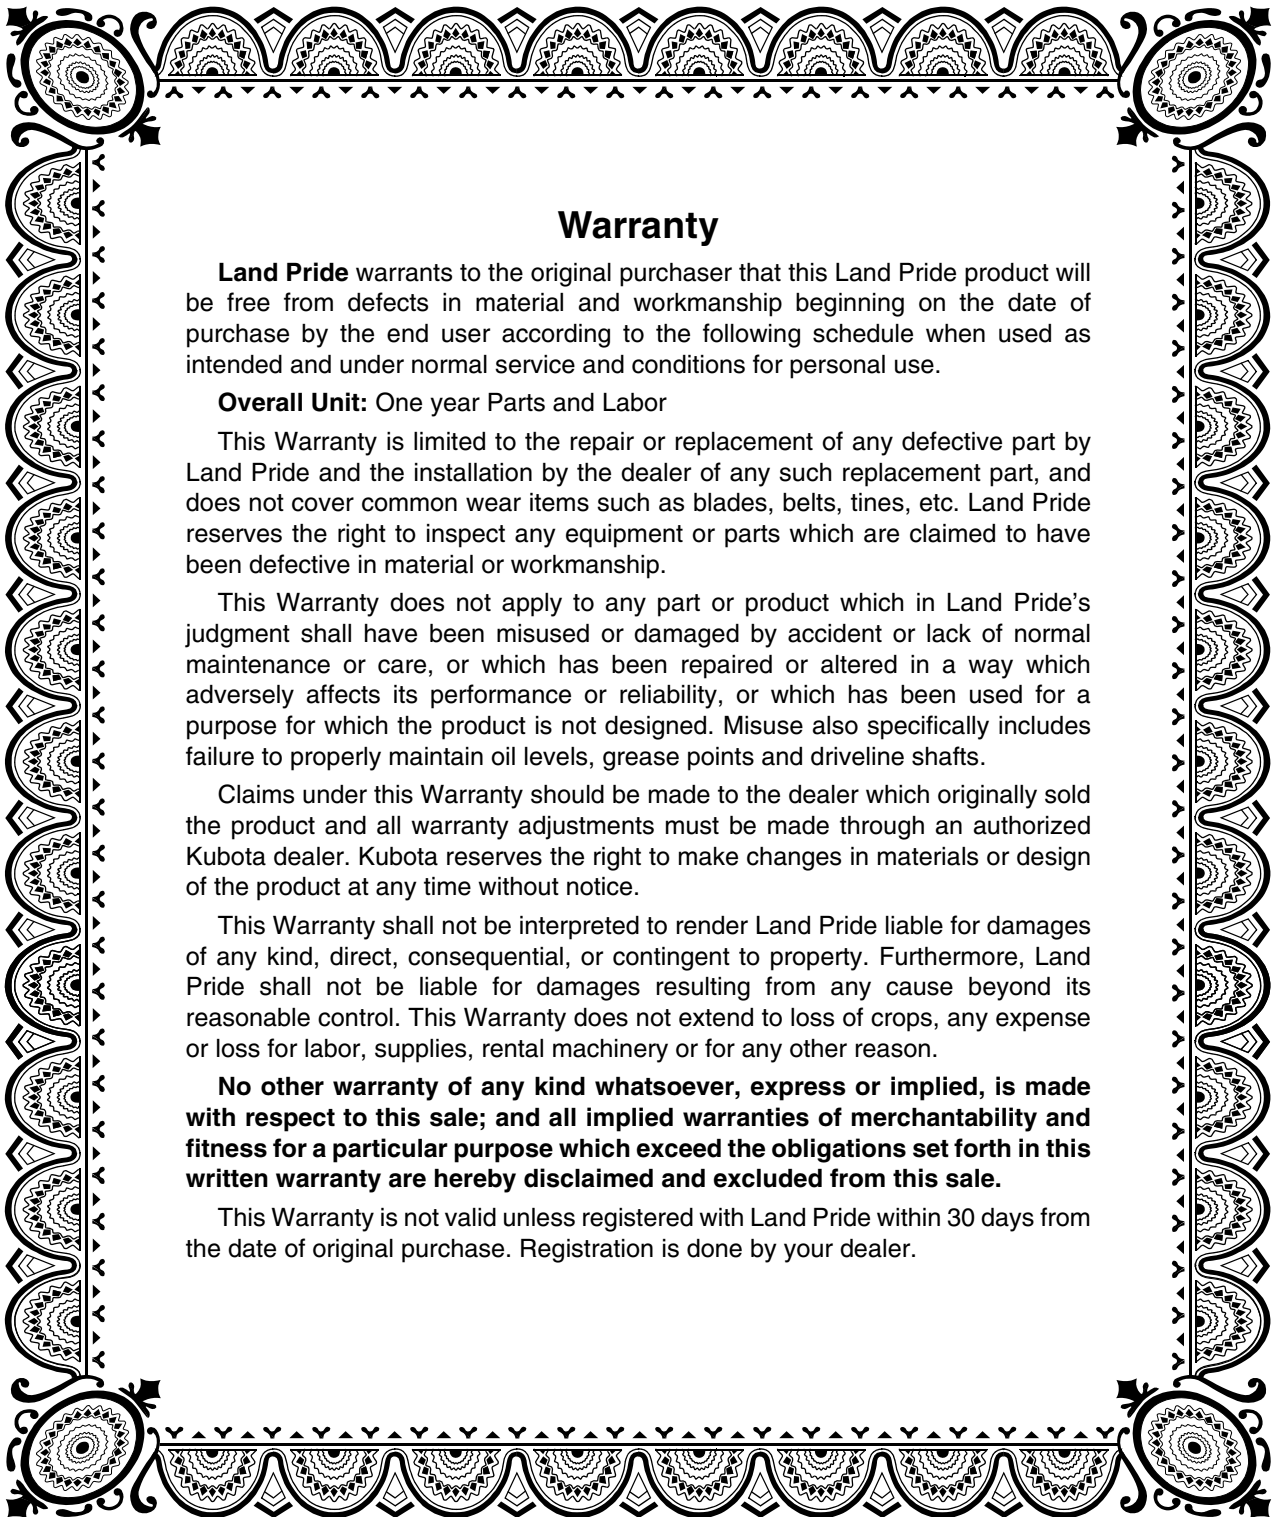 Warranty
Land Pride warrants to the original purchaser that this Land Pride product will
be free from defects in material and workmanship beginning on the date of
purchase by the end user according to the following schedule when used as
intended and under normal service and conditions for personal use.
Overall Unit: One year Parts and Labor
This Warranty is limited to the repair or replacement of any defective part by
Land Pride and the installation by the dealer of any such replacement part, and
does not cover common wear items such as blades, belts, tines, etc. Land Pride
reserves the right to inspect any equipment or parts which are claimed to have
been defective in material or workmanship.
This Warranty does not apply to any part or product which in Land Pride’s
judgment shall have been misused or damaged by accident or lack of normal
maintenance or care, or which has been repaired or altered in a way which
adversely affects its performance or reliability, or which has been used for a
purpose for which the product is not designed. Misuse also specifically includes
failure to properly maintain oil levels, grease points and driveline shafts.
Claims under this Warranty should be made to the dealer which originally sold
the product and all warranty adjustments must be made through an authorized
Kubota dealer. Kubota reserves the right to make changes in materials or design
of the product at any time without notice.
This Warranty shall not be interpreted to render Land Pride liable for damages
of any kind, direct, consequential, or contingent to property. Furthermore, Land
Pride shall not be liable for damages resulting from any cause beyond its
reasonable control. This Warranty does not extend to loss of crops, any expense
or loss for labor, supplies, rental machinery or for any other reason.
No other warranty of any kind whatsoever, express or implied, is made
with respect to this sale; and all implied warranties of merchantability and
fitness for a particular purpose which exceed the obligations set forth in this
written warranty are hereby disclaimed and excluded from this sale.
This Warranty is not valid unless registered with Land Pride within 30 days from
the date of original purchase. Registration is done by your dealer.